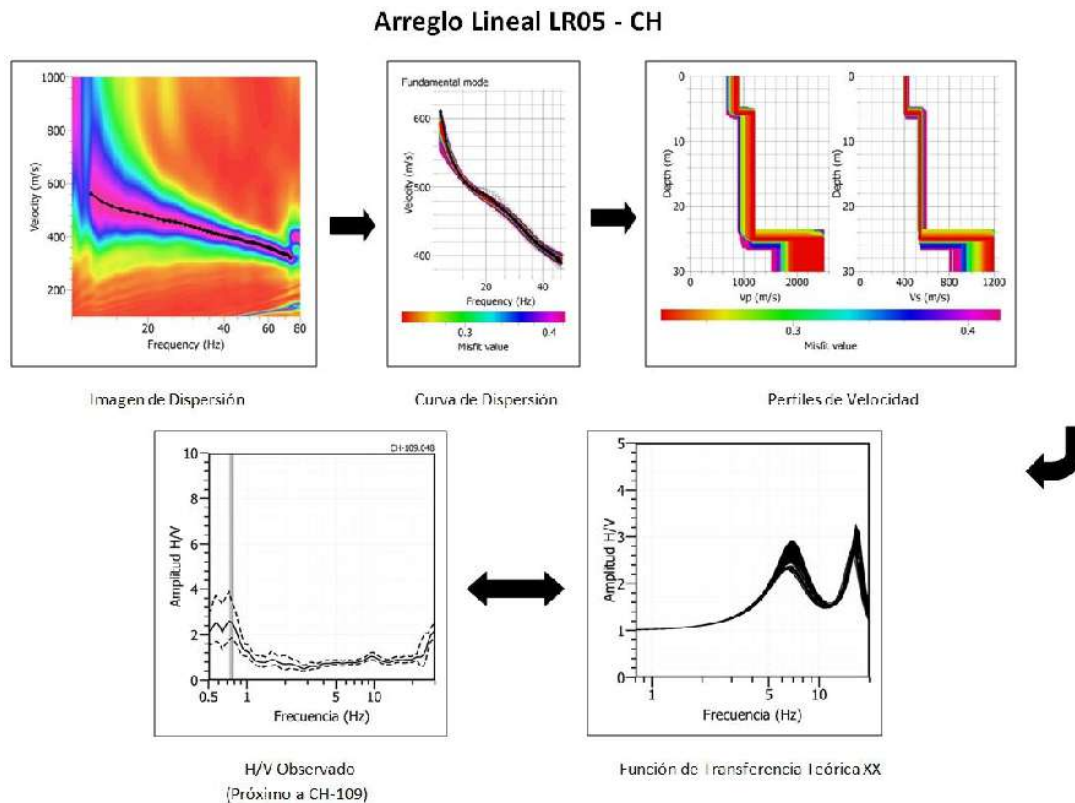 Arreglo Lineal LR05 - CH
1000
800
600
400
200
Velocity (m/s)
20
40
60
80
Frequency (Hz)
Imagen de Dispersión
Fundamental mode
600
500
400
Velocity (m/s)
20
40
Frequency (Hz)
0.3
0.4
Misfit value
Curva de Dispersión
0
10
20
30
Depth (m)
0
1000
2000
Vp (m/s)
0
10
20
30
Depth (m)
0
400
800
1200
Vs (m/s)
0.3
0.4
Misfit value
Perfiles de Velocidad
CH-109.048
10
8
6
4
2
0
Amplitud H/V
0.5
1
5
10
Frecuencia (Hz)
H/V Observado
(Próximo a CH-109)
5
4
3
2
1
0
Amplitud H/V
1
5
10
Frecuencia (Hz)
Función de Transferencia Teórica XX